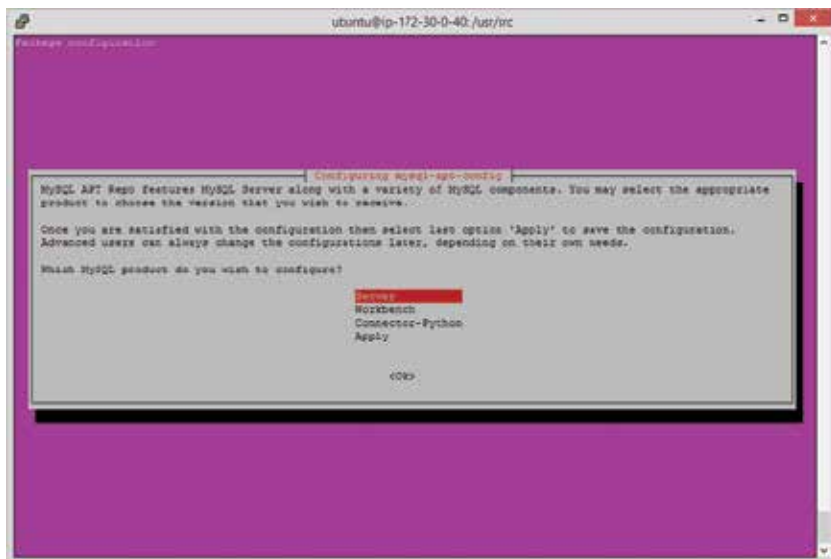 ubuntu@ip-172-30-0-40: /usr/src
Package configuration
Configuring mysql-apt-config
MySQL APT Repo features MySQL Server along with a variety of MySQL components. You may select the appropriate
product to choose the version that you wish to receive.
Once you are satisfied with the configuration then select last option 'Apply' to save the configuration.
Advanced users can always change the configurations later, depending on their own needs.
Which MySQL product do you wish to configure?
Server
Workbench
Connector-Python
Apply
<Ok>